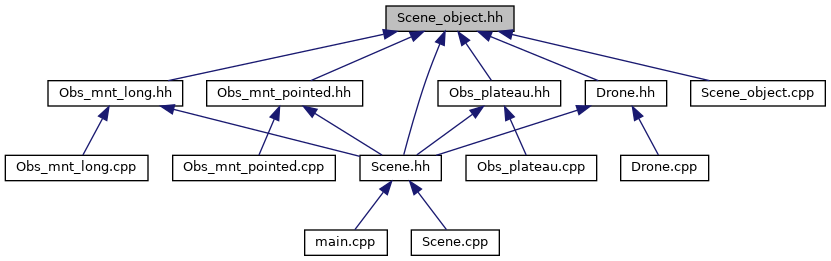 Scene_object.hh
Obs_mnt_long.hh
Obs_mnt_pointed.hh
Obs_plateau.hh
Drone.hh
Scene_object.cpp
Obs_mnt_long.cpp
Obs_mnt_pointed.cpp
Scene.hh
Obs_plateau.cpp
Drone.cpp
main.cpp
Scene.cpp